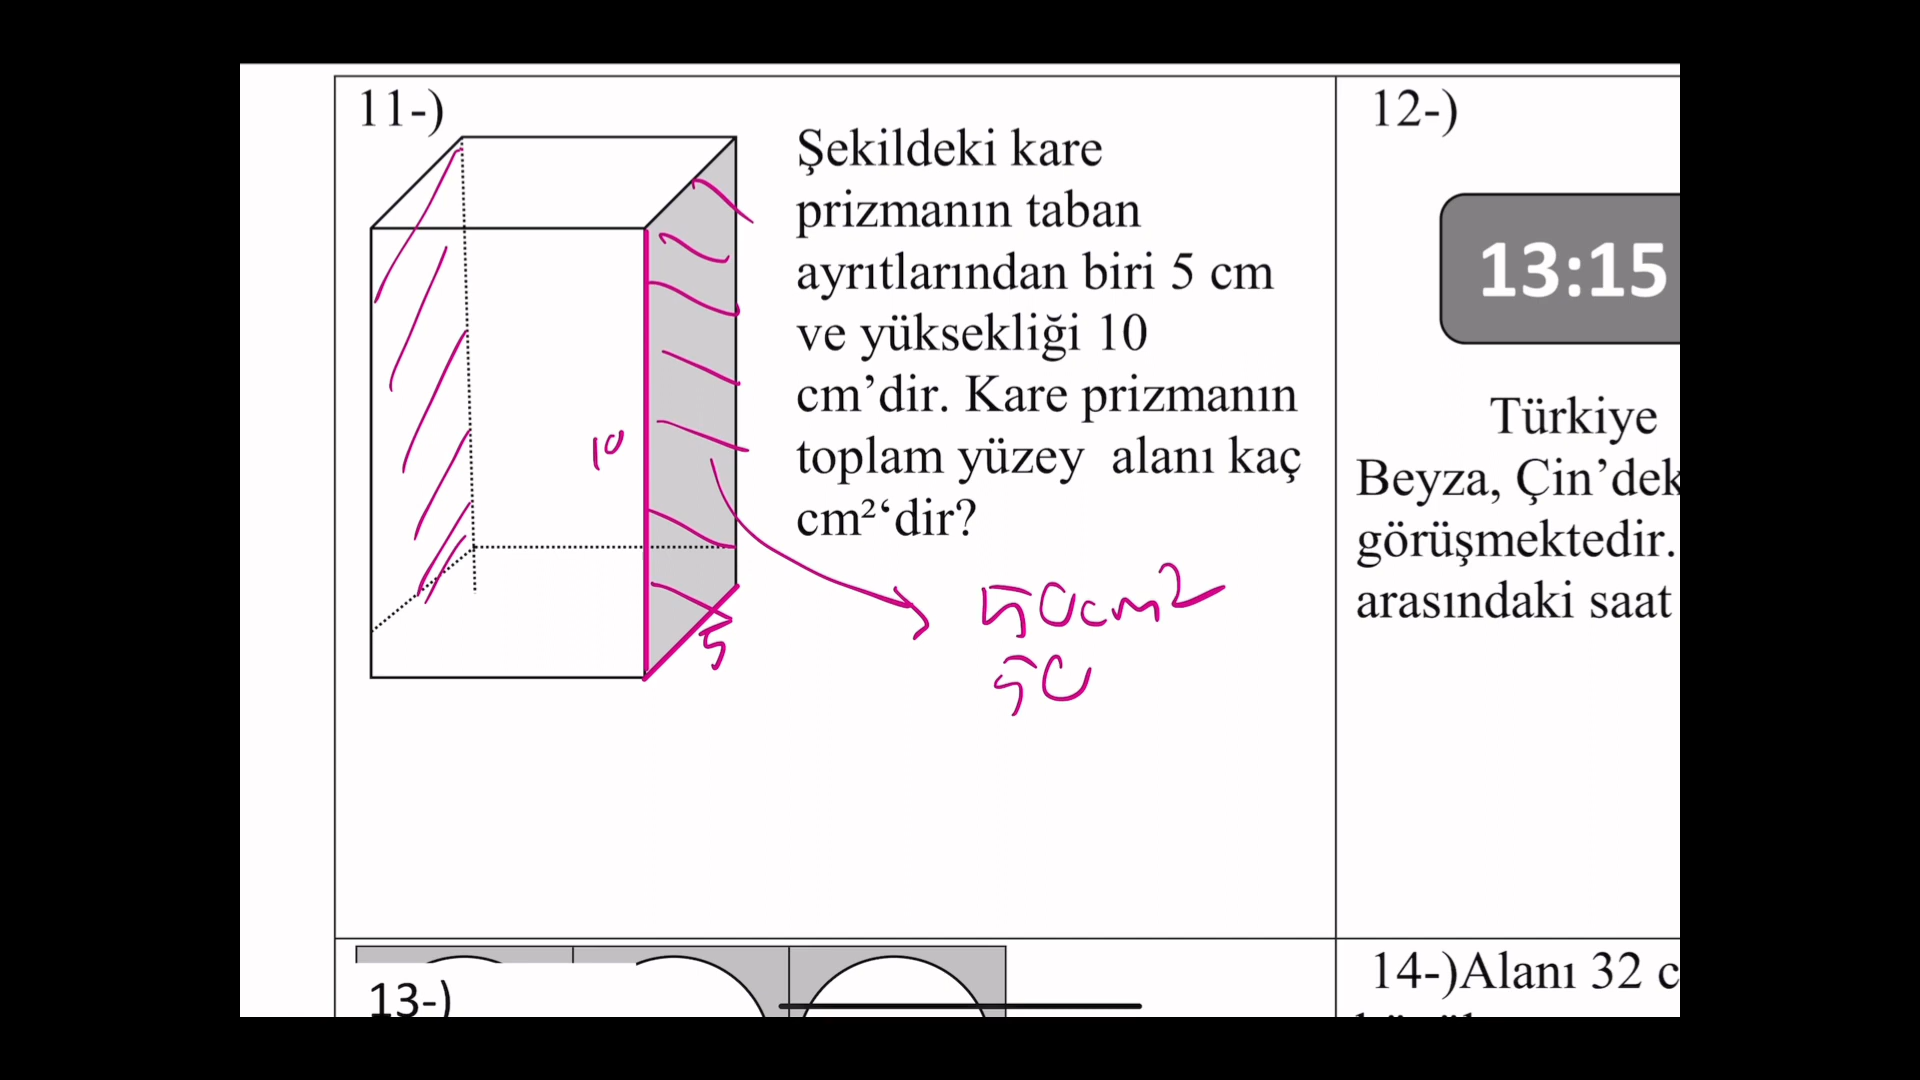 11-)
Şekildeki kare
prizmanın taban
ayrıtlarından biri 5 cm
ve yüksekliği 10
cm’dir. Kare prizmanın
toplam yüzey alanı kaç
cm²‘dir?
10
5
50cm²
50
12-)
13:15
Türkiye
Beyza, Çin’dek
görüşmektedir.
arasındaki saat
13-)
14-)Alanı 32 c